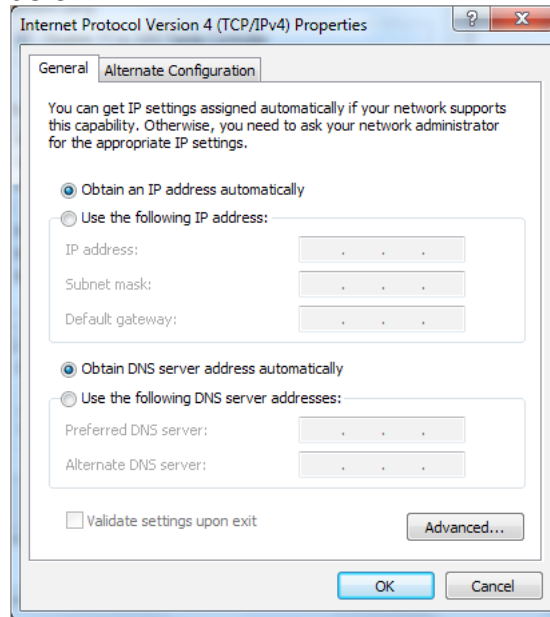 Internet Protocol Version 4 (TCP/IPv4) Properties
General
Alternate Configuration
You can get IP settings assigned automatically if your network supports
this capability. Otherwise, you need to ask your network administrator
for the appropriate IP settings.
Obtain an IP address automatically
Use the following IP address:
IP address:
Subnet mask:
Default gateway:
Obtain DNS server address automatically
Use the following DNS server addresses:
Preferred DNS server:
Alternate DNS server:
Validate settings upon exit
Advanced...
OK
Cancel